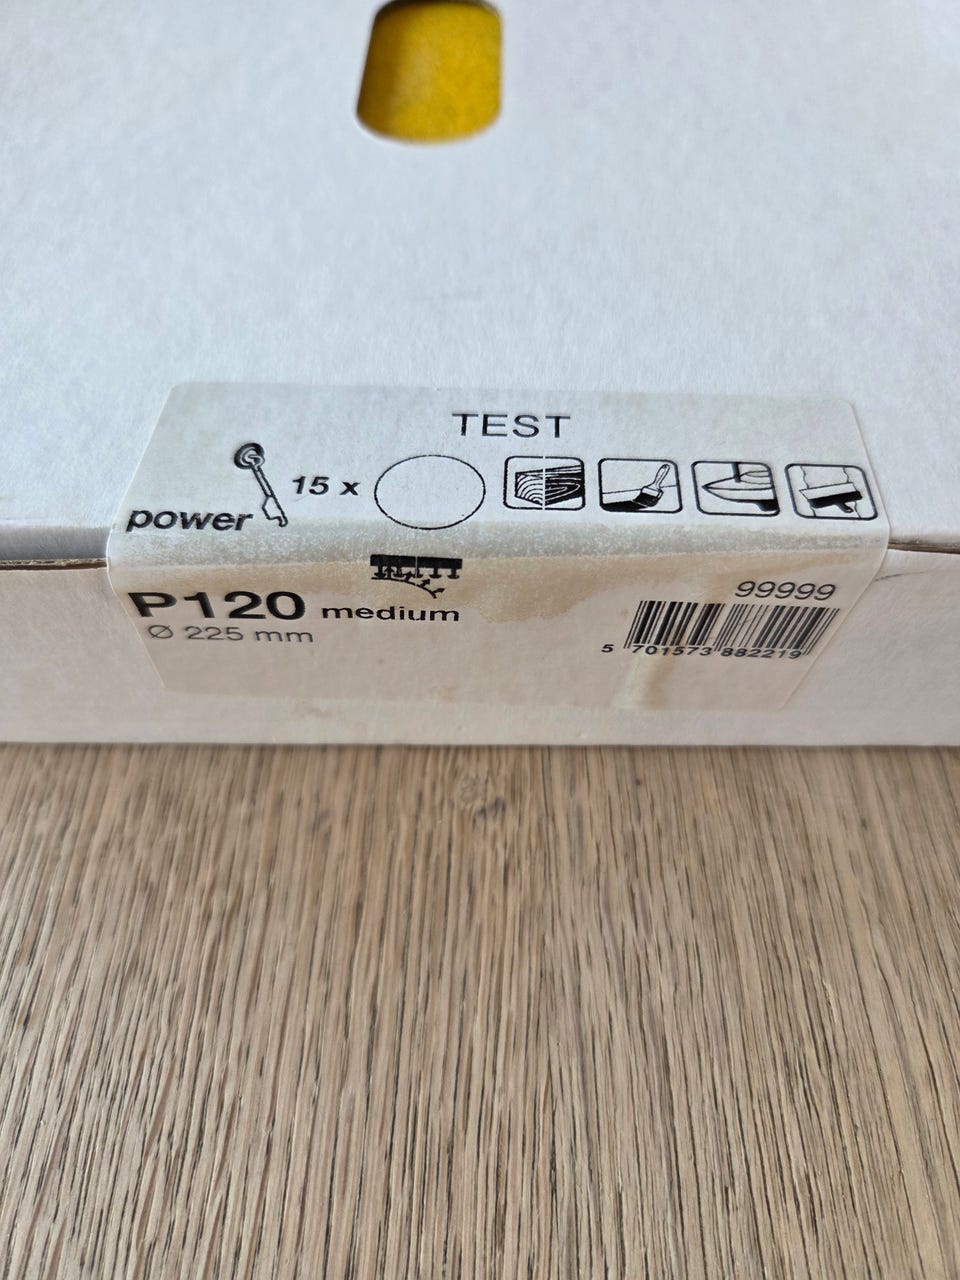 TEST
15 x
power
P120 medium
Ø 225 mm
99999
5 701573 882219